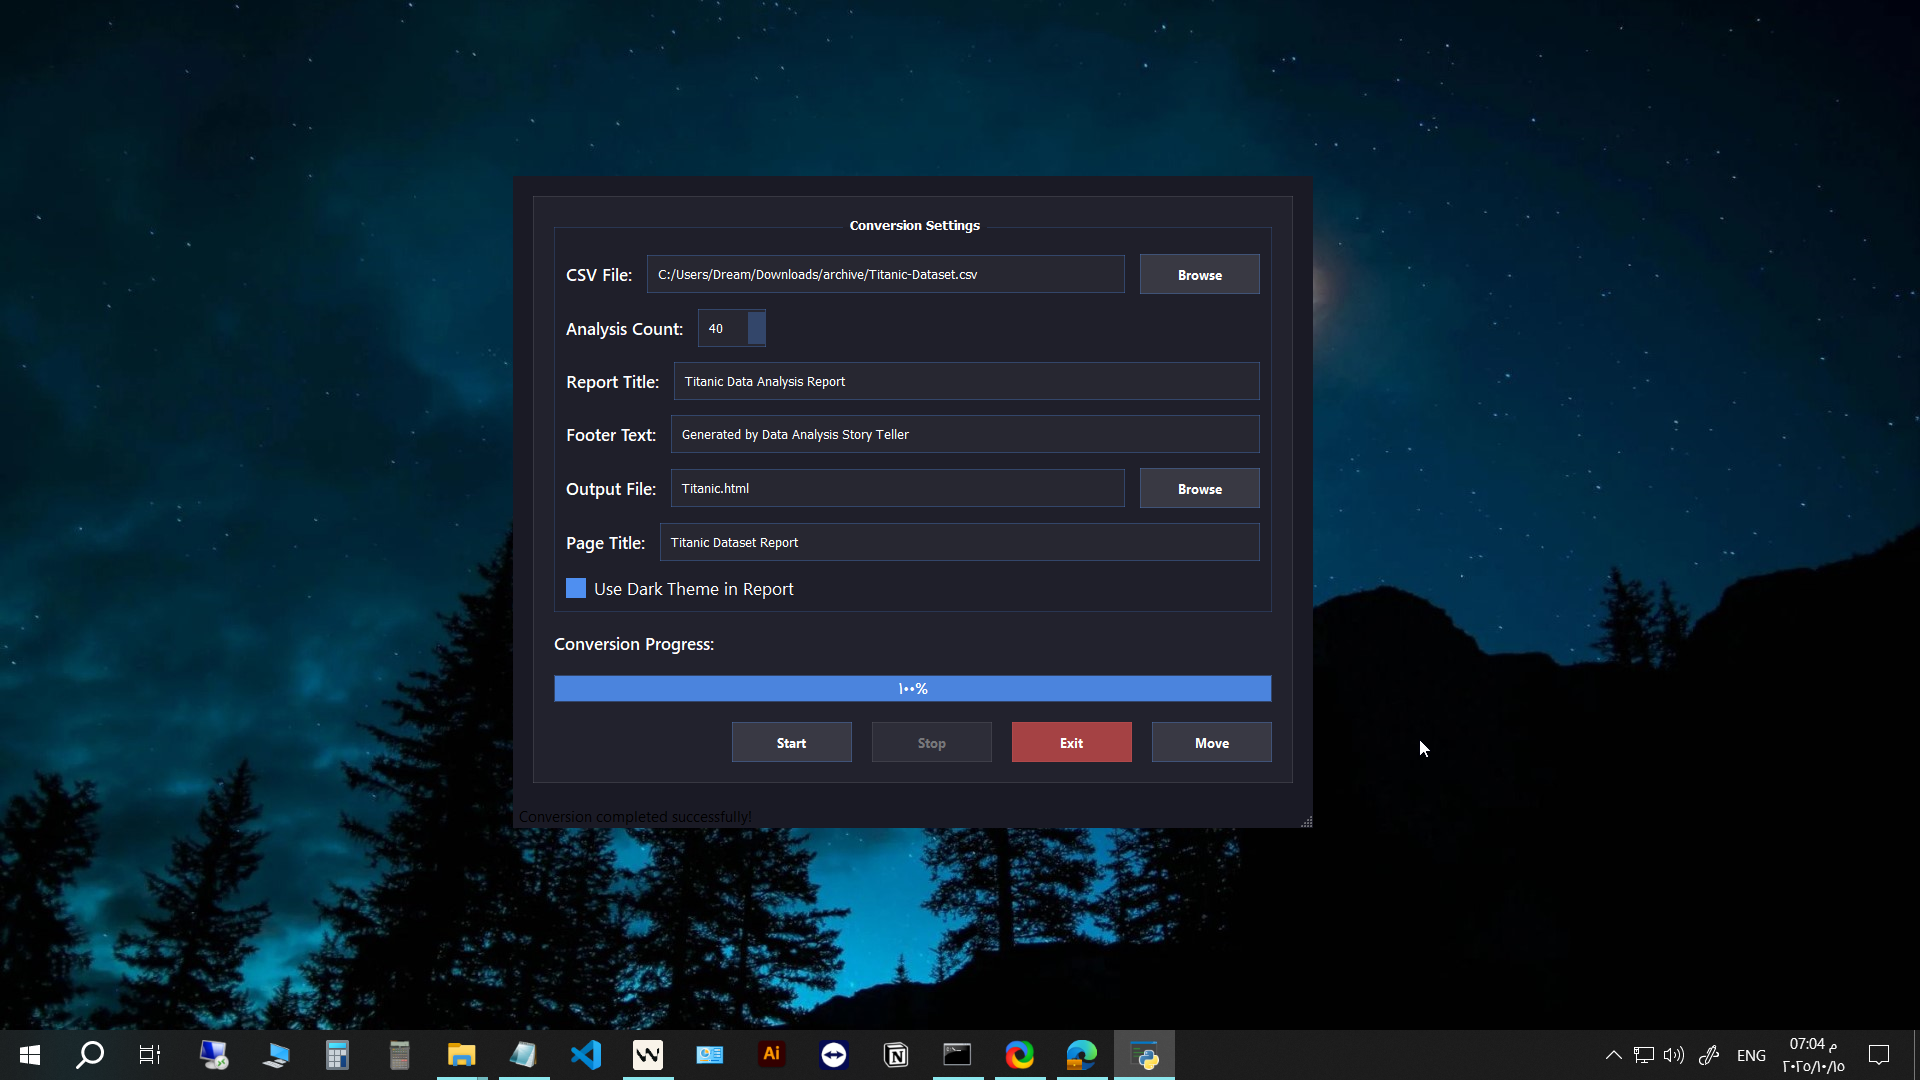 Conversion Settings
CSV File: C:/Users/Dream/Downloads/archive/Titanic-Dataset.csv Browse
Analysis Count: 40
Report Title: Titanic Data Analysis Report
Footer Text: Generated by Data Analysis Story Teller
Output File: Titanic.html Browse
Page Title: Titanic Dataset Report
Use Dark Theme in Report
Conversion Progress:
١٠٠%
Start Stop Exit Move
Conversion completed successfully!
Ai
ENG
07:04 م
٢٠٢٥/١٠/١٥